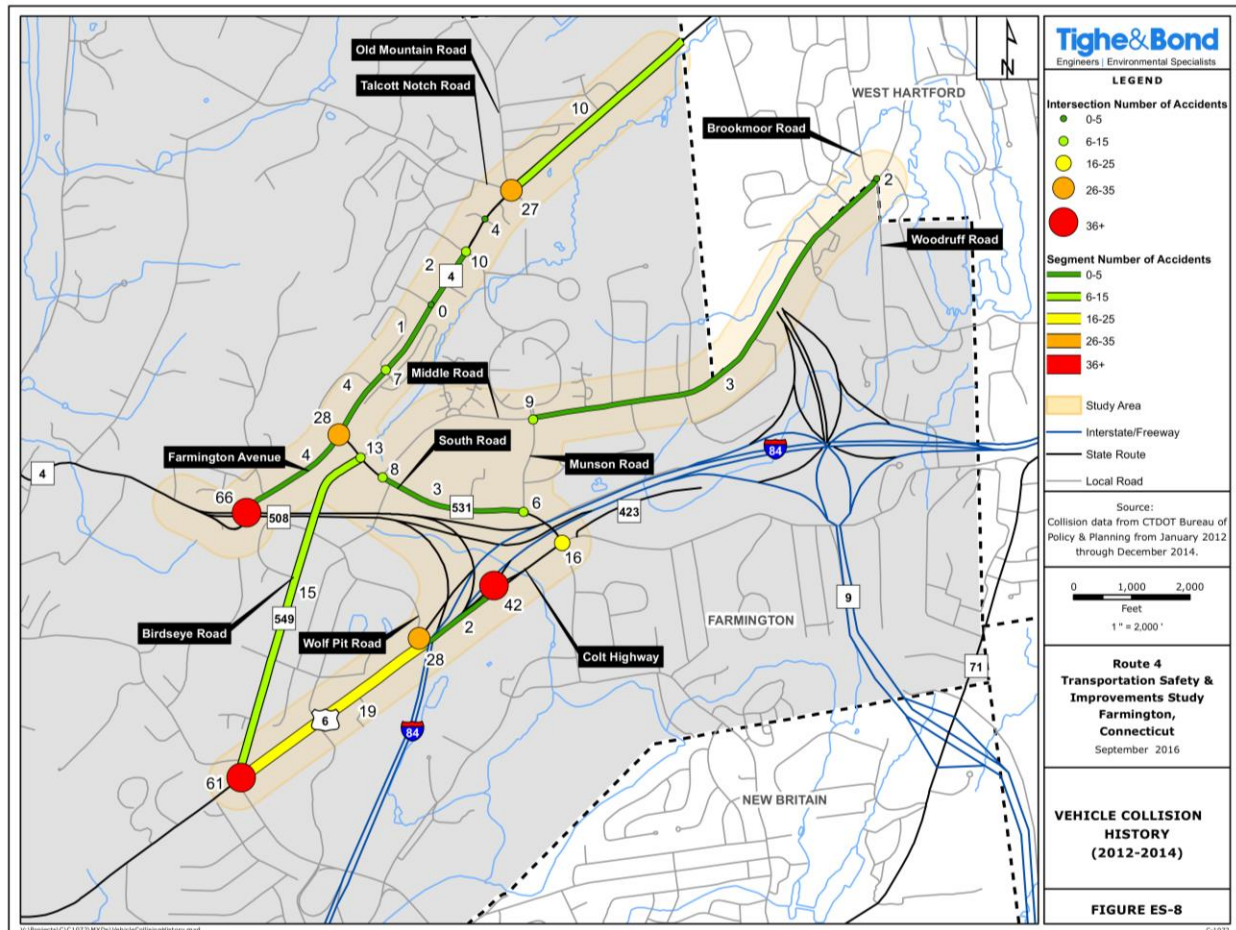 Old Mountain Road
Talcott Notch Road
10
WEST HARTFORD
Brookmoor Road
N
27
4
2
10
4
2
Woodruff Road
0
1
Middle Road
7
4
3
9
28
South Road
13
Farmington Avenue
4
8
Munson Road
84
4
3
66
508
531
6
423
16
15
42
9
549
Birdseye Road
Wolf Pit Road
2
FARMINGTON
28
Colt Highway
71
19
6
84
61
NEW BRITAIN
Tighe&Bond
Engineers | Environmental Specialists
LEGEND
Intersection Number of Accidents
0-5
6-15
16-25
26-35
36+
Segment Number of Accidents
0-5
6-15
16-25
26-35
36+
Study Area
Interstate/Freeway
State Route
Local Road
Source:
Collision data from CTDOT Bureau of
Policy & Planning from January 2012
through December 2014.
0 1,000 2,000
Feet
1 " = 2,000 '
Route 4
Transportation Safety &
Improvements Study
Farmington,
Connecticut
September 2016
VEHICLE COLLISION
HISTORY
(2012-2014)
FIGURE ES-8